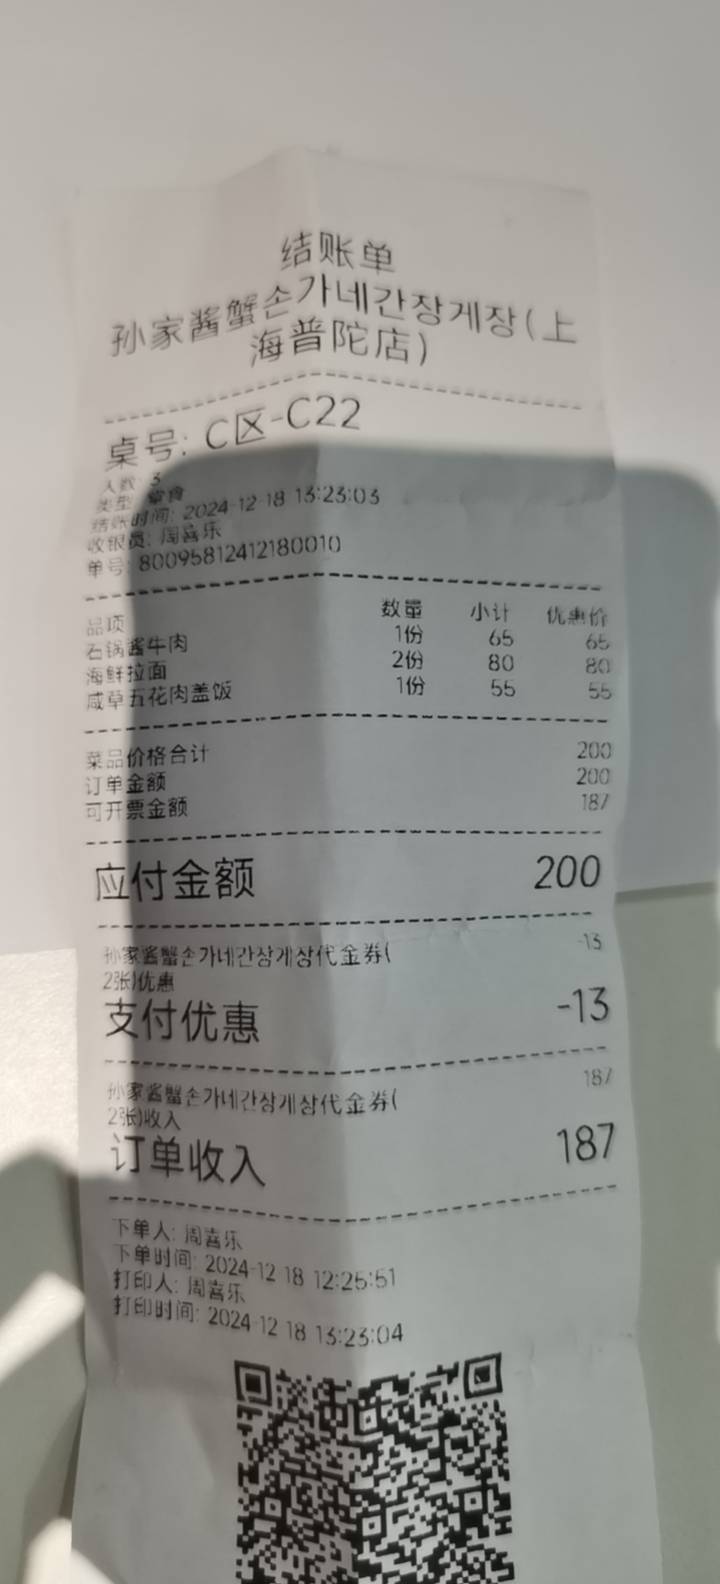 结账单
孙家酱蟹손가네간장게장(上
海普陀店)
桌号: C区-C22
人数: 3
类型: 堂食
结账时间: 2024-12-18 13:23:03
收银员: 周喜乐
单号: 80095812412180010
品项 数量 小计 优惠价
石锅酱牛肉 1份 65 65
海鲜拉面 2份 80 80
咸草五花肉盖饭 1份 55 55
菜品价格合计 200
订单金额 200
可开票金额 187
应付金额 200
孙家酱蟹손가네간장게장代金券( -13
2张)优惠
支付优惠 -13
孙家酱蟹손가네간장게장代金券( 187
2张)收入
订单收入 187
下单人: 周喜乐
下单时间: 2024-12-18 12:25:51
打印人: 周喜乐
打印时间: 2024-12-18 13:23:04